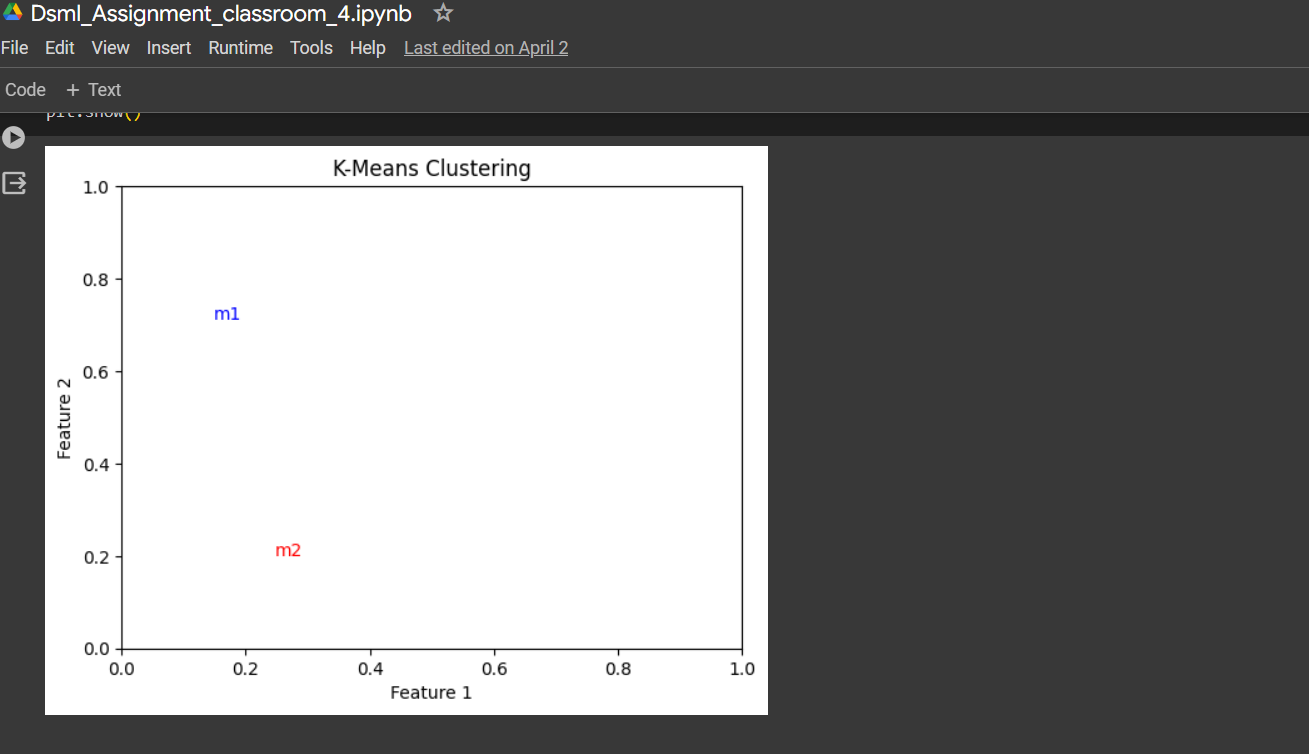 Dsml_Assignment_classroom_4.ipynb
File Edit View Insert Runtime Tools Help Last edited on April 2
Code + Text
plt.show()
K-Means Clustering
1.0
0.8
m1
0.6
Feature 2
0.4
0.2
m2
0.0
0.0 0.2 0.4 0.6 0.8 1.0
Feature 1